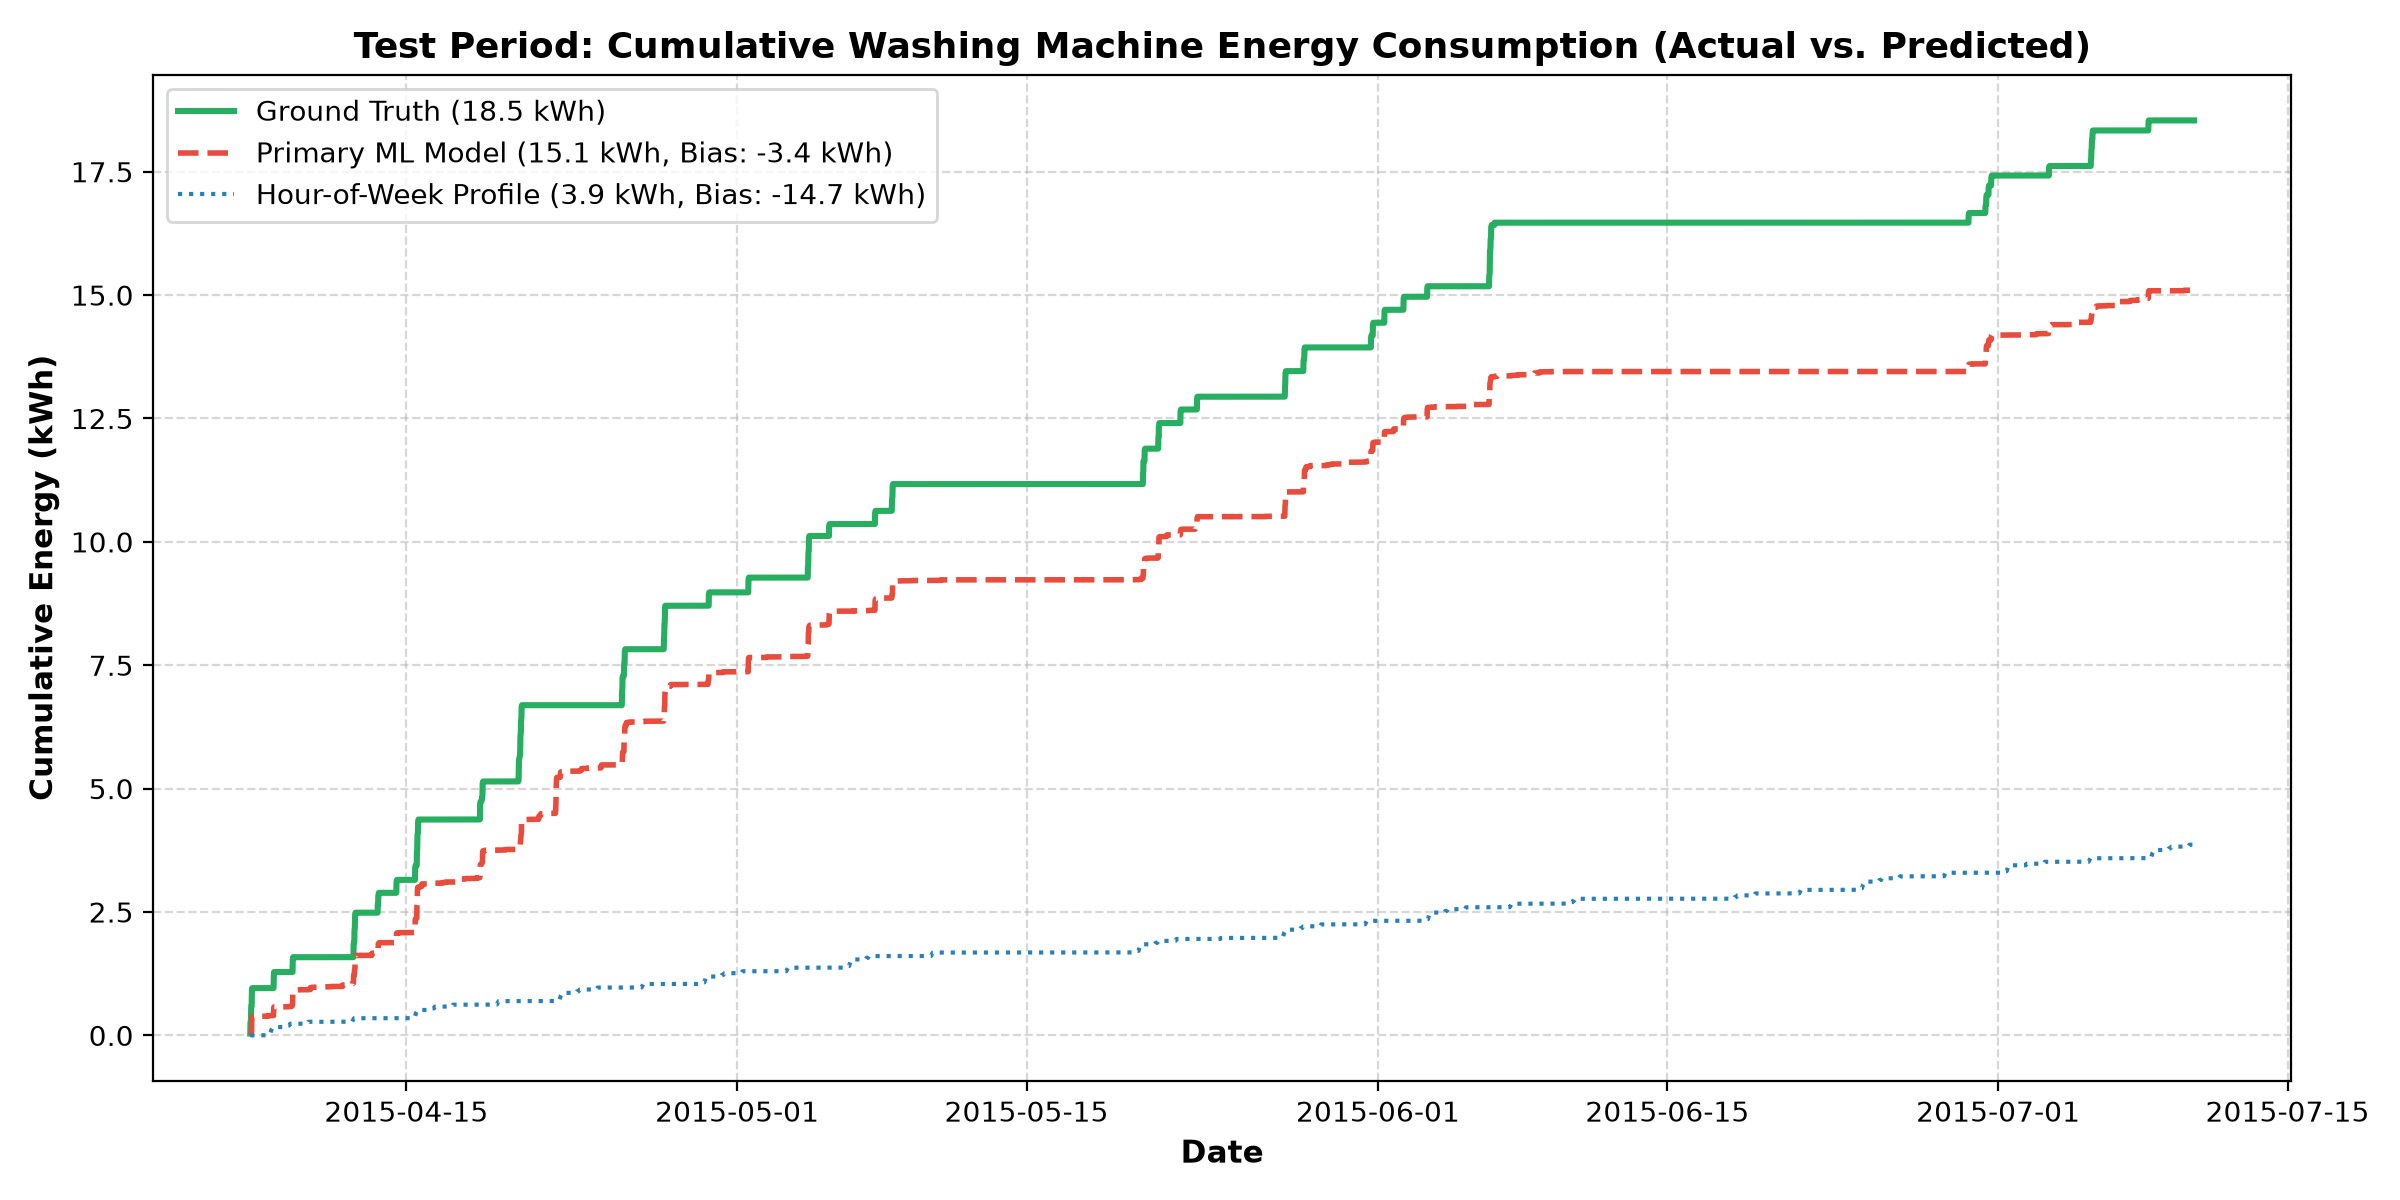 Test Period: Cumulative Washing Machine Energy Consumption (Actual vs. Predicted)
Ground Truth (18.5 kWh)
Primary ML Model (15.1 kWh, Bias: -3.4 kWh)
Hour-of-Week Profile (3.9 kWh, Bias: -14.7 kWh)
Cumulative Energy (kWh)
17.5
15.0
12.5
10.0
7.5
5.0
2.5
0.0
2015-04-15 2015-05-01 2015-05-15 2015-06-01 2015-06-15 2015-07-01 2015-07-15
Date